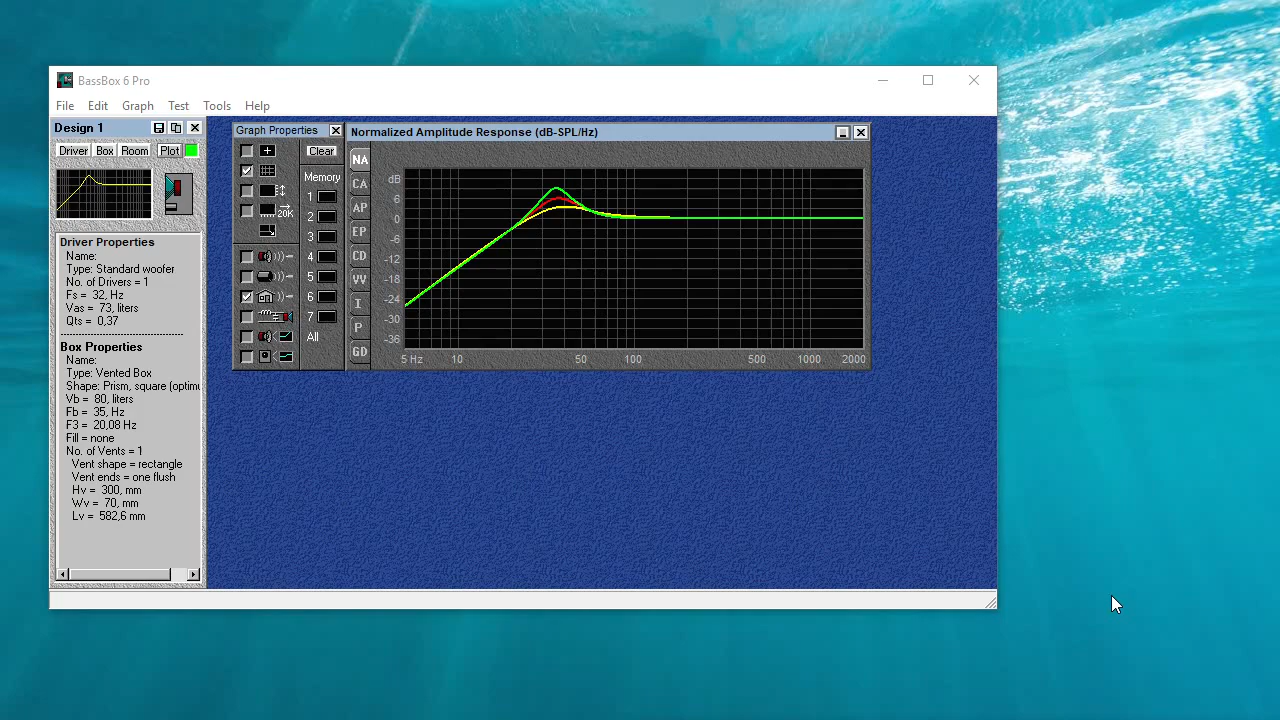 BassBox 6 Pro
File Edit Graph Test Tools Help
Design 1
Driver Box Room Plot
Driver Properties
Name:
Type: Standard woofer
No. of Drivers = 1
Fs = 32, Hz
Vas = 73, liters
Qts = 0,37
Box Properties
Name:
Type: Vented Box
Shape: Prism, square (optimu
Vb = 80, liters
Fb = 35, Hz
F3 = 20,08 Hz
Fill = none
No. of Vents = 1
Vent shape = rectangle
Vent ends = one flush
Hv = 300, mm
Wv = 70, mm
Lv = 582,6 mm
Graph Properties
Clear
Memory
1
2
3
4
5
6
7
All
20K
Normalized Amplitude Response (dB-SPL/Hz)
NA
CA
AP
EP
CD
VV
I
P
GD
dB
6
0
-6
-12
-18
-24
-30
-36
5 Hz 10 50 100 500 1000 2000